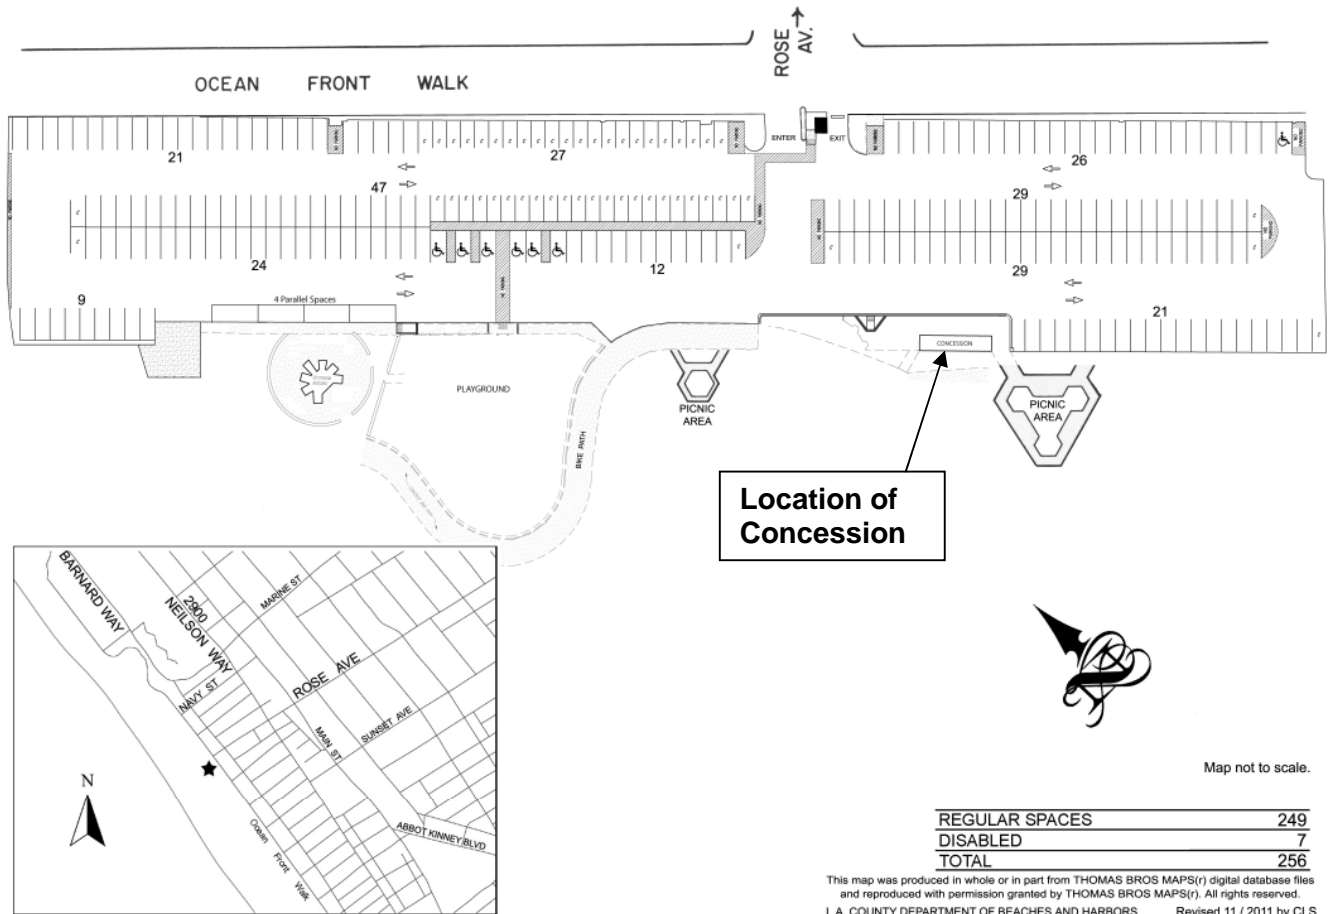 ROSE
AV.
OCEAN FRONT WALK
ENTER
EXIT
NO PARKING
21
27
26
47
29
24
12
29
9
4 Parallel Spaces
21
CONCESSION
PLAYGROUND
PICNIC
AREA
PICNIC
AREA
BIKE PATH
Location of
Concession
BARNARD WAY
2900
NEILSON WAY
MARINE ST
NAVY ST
ROSE AVE
MAIN ST
SUNSET AVE
ABBOT KINNEY BLVD
Ocean Front Walk
N
Map not to scale.
REGULAR SPACES 249
DISABLED 7
TOTAL 256
This map was produced in whole or in part from THOMAS BROS MAPS(r) digital database files
and reproduced with permission granted by THOMAS BROS MAPS(r). All rights reserved.
L.A. COUNTY DEPARTMENT OF BEACHES AND HARBORS Revised 11 / 2011 by CLS